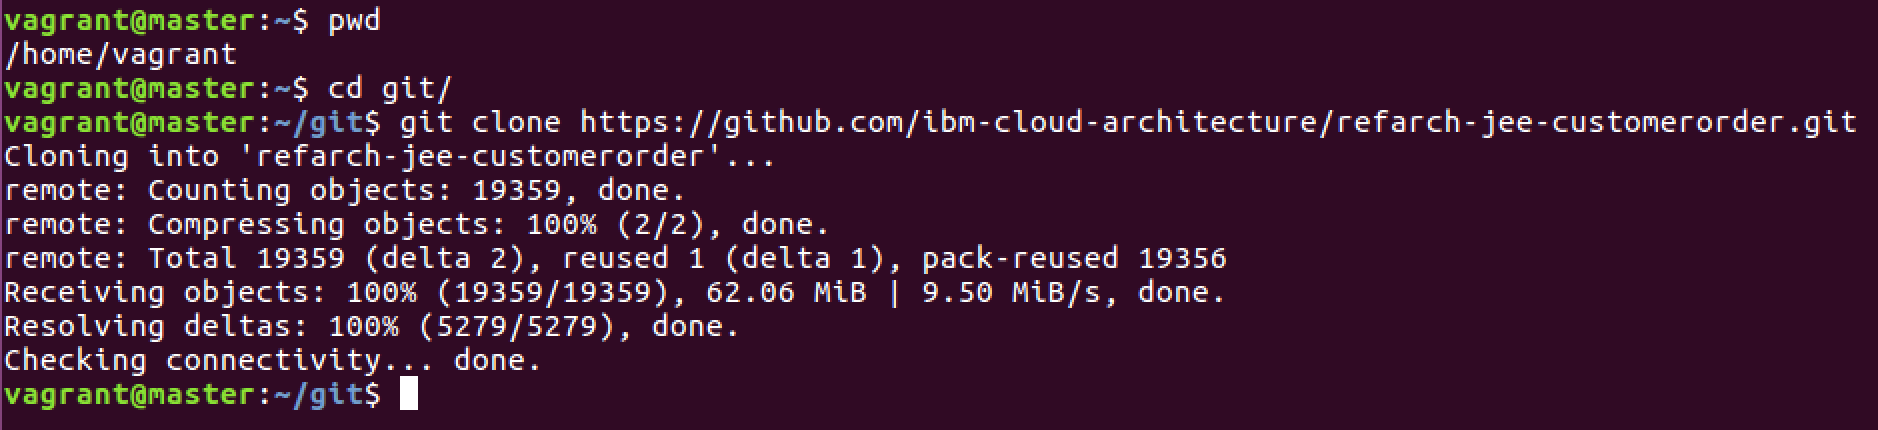 vagrant@master:~$ pwd
/home/vagrant
vagrant@master:~$ cd git/
vagrant@master:~/git$ git clone https://github.com/ibm-cloud-architecture/refarch-jee-customerorder.git
Cloning into 'refarch-jee-customerorder'...
remote: Counting objects: 19359, done.
remote: Compressing objects: 100% (2/2), done.
remote: Total 19359 (delta 2), reused 1 (delta 1), pack-reused 19356
Receiving objects: 100% (19359/19359), 62.06 MiB | 9.50 MiB/s, done.
Resolving deltas: 100% (5279/5279), done.
Checking connectivity... done.
vagrant@master:~/git$